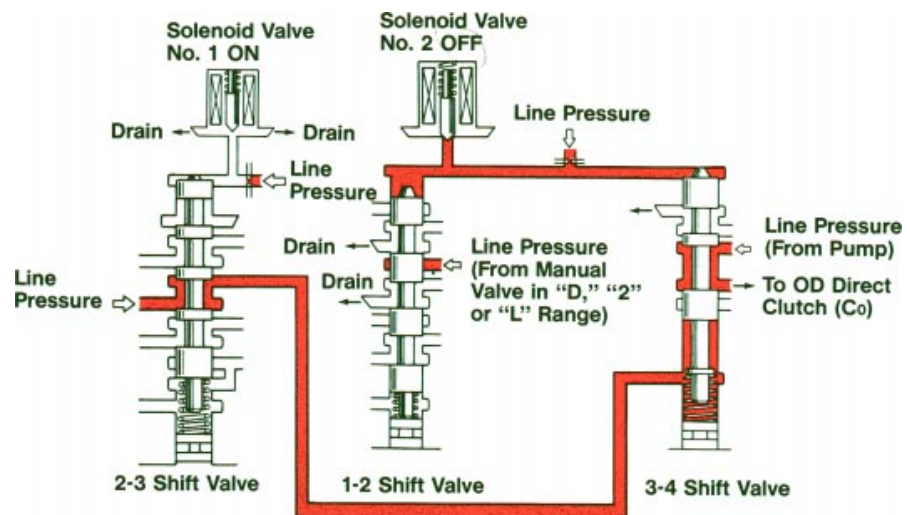 Solenoid Valve
No. 1 ON
Solenoid Valve
No. 2 OFF
Drain
Drain
Line Pressure
Line
Pressure
Line
Pressure
Drain
Drain
Line Pressure
(From Manual
Valve in “D,” “2”
or “L” Range)
Line Pressure
(From Pump)
To OD Direct
Clutch (C₀)
2-3 Shift Valve
1-2 Shift Valve
3-4 Shift Valve